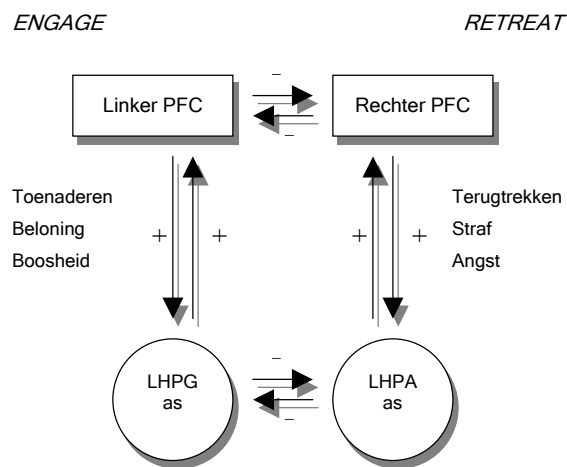 ENGAGE RETREAT
−
Linker PFC Rechter PFC
−
Toenaderen Terugtrekken
Beloning + + + + Straf
Boosheid Angst
−
LHPG LHPA
as as
−